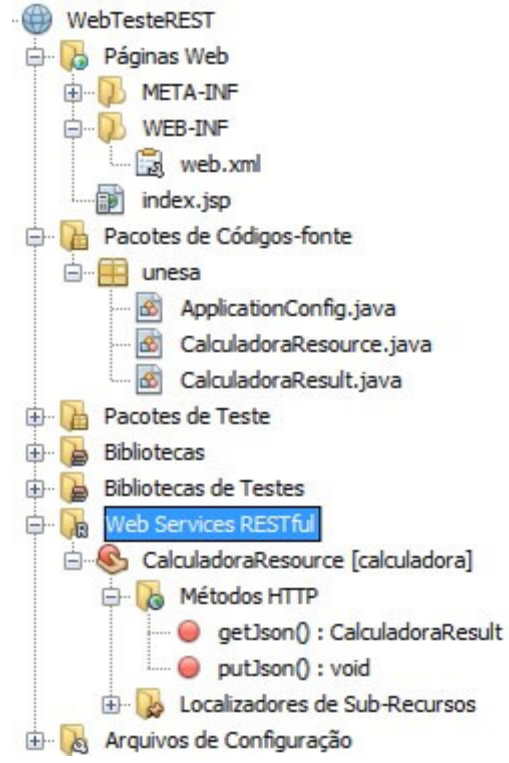 WebTesteREST
Páginas Web
META-INF
WEB-INF
web.xml
index.jsp
Pacotes de Códigos-fonte
unesa
ApplicationConfig.java
CalculadoraResource.java
CalculadoraResult.java
Pacotes de Teste
Bibliotecas
Bibliotecas de Testes
Web Services RESTful
CalculadoraResource [calculadora]
Métodos HTTP
getJson() : CalculadoraResult
putJson() : void
Localizadores de Sub-Recursos
Arquivos de Configuração